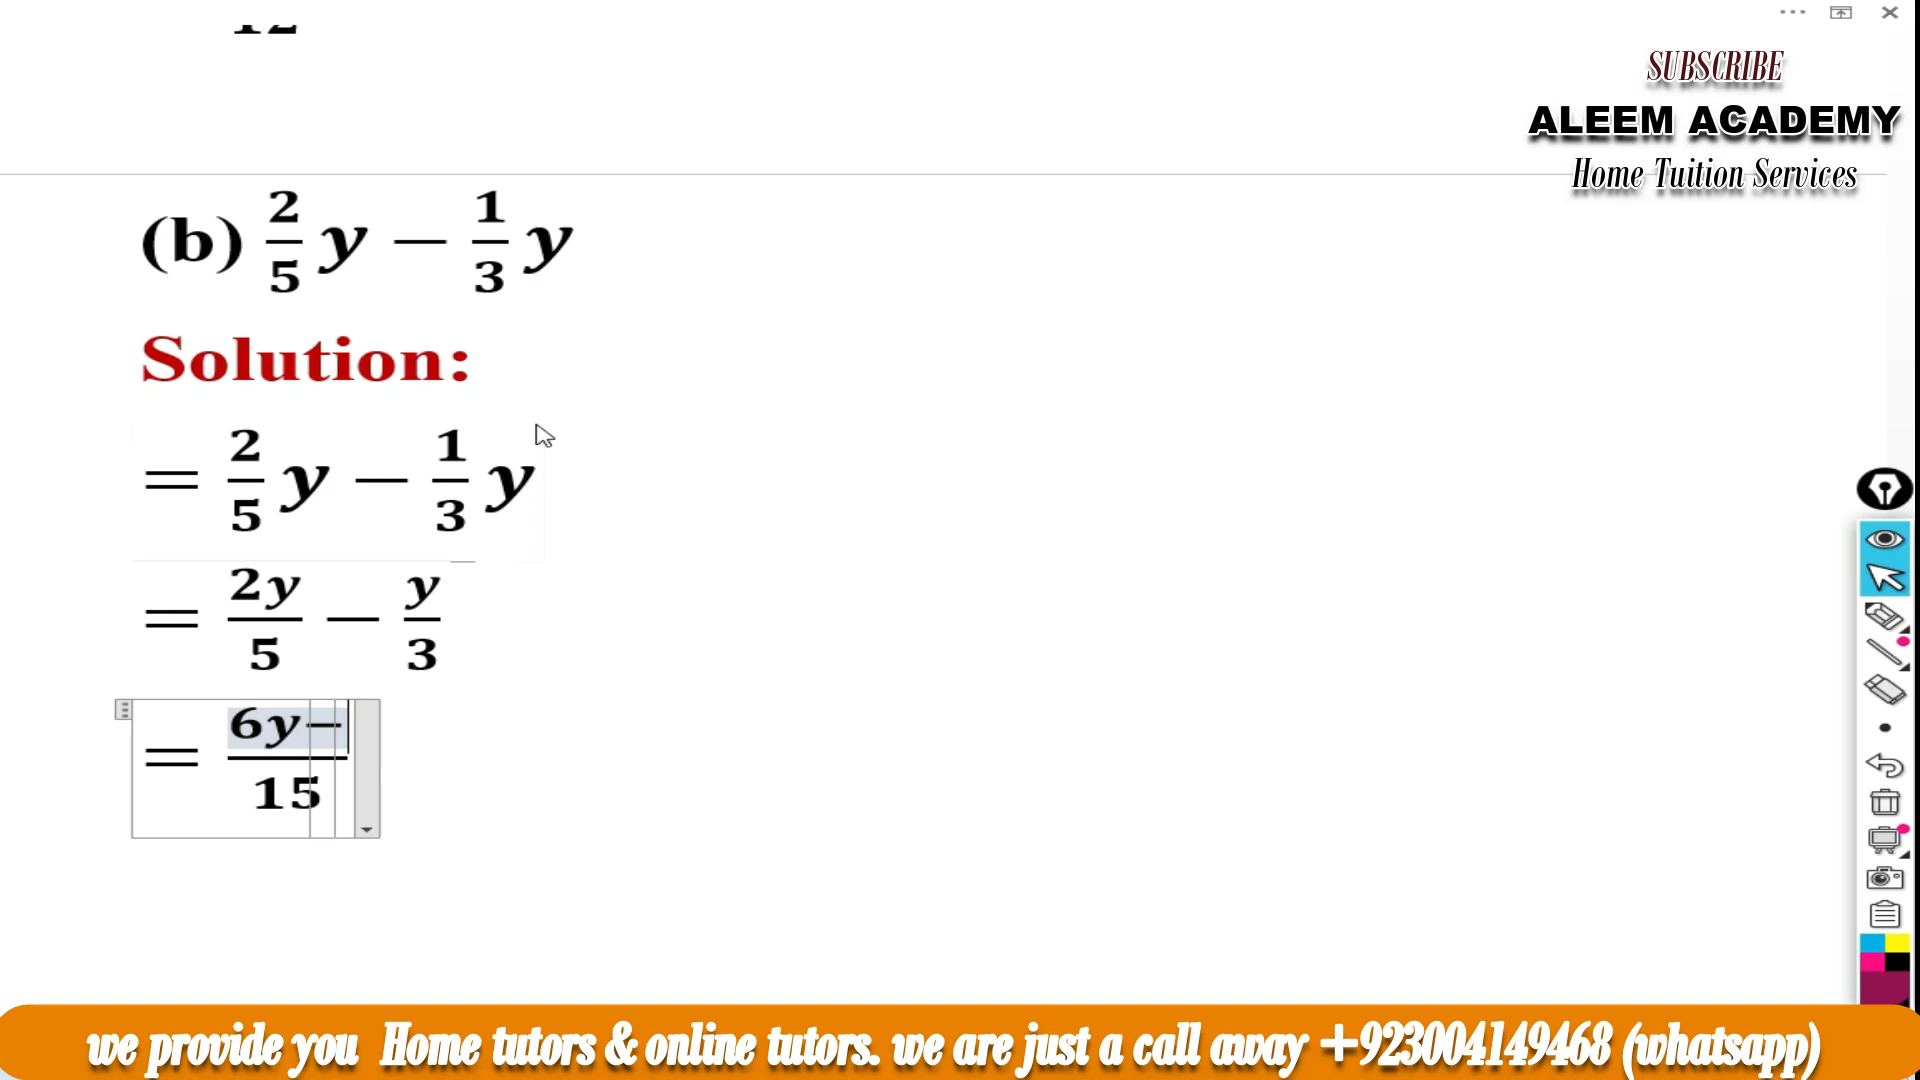 SUBSCRIBE
ALEEM ACADEMY
Home Tuition Services
(b) 2/5 y − 1/3 y
Solution:
= 2/5 y − 1/3 y
= 2y/5 − y/3
= 6y−/15
we provide you Home tutors & online tutors. we are just a call away +923004149468 (whatsapp)